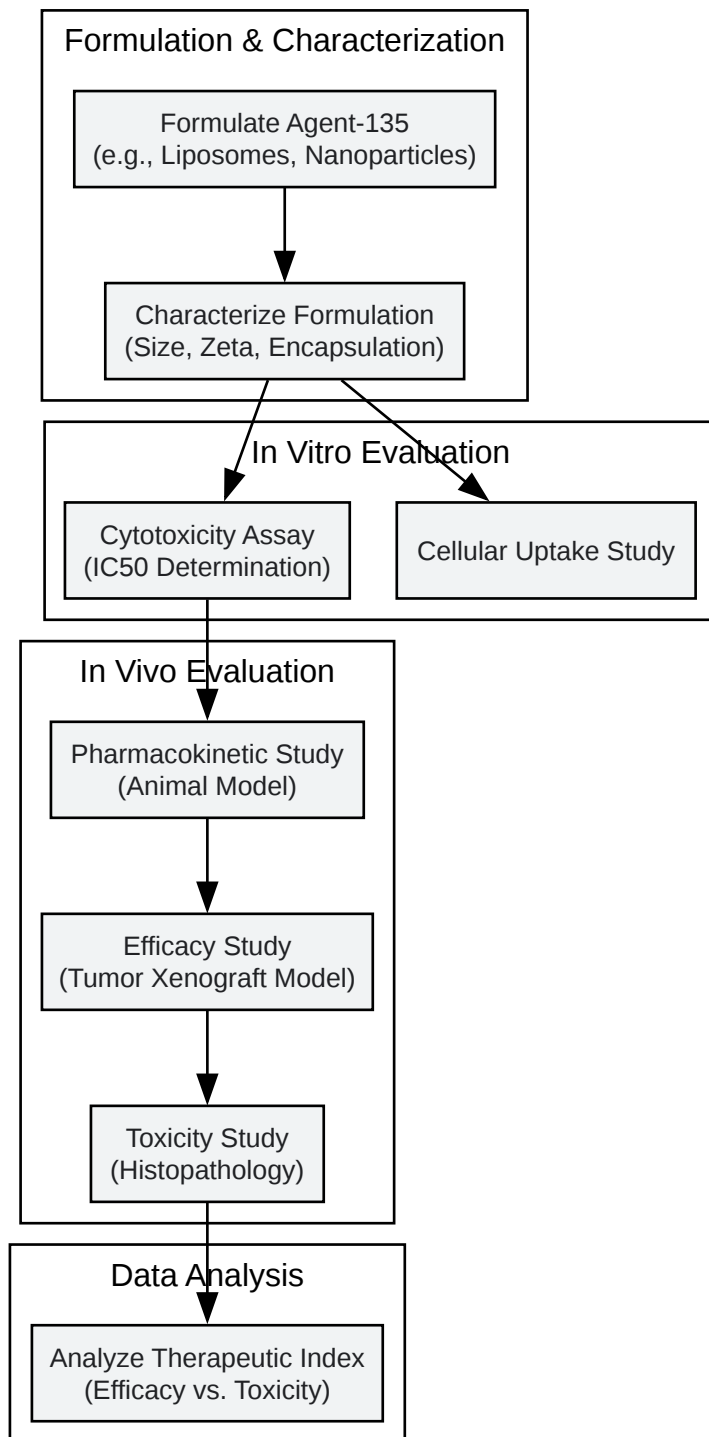 Formulation & Characterization
Formulate Agent-135
(e.g., Liposomes, Nanoparticles)
Characterize Formulation
(Size, Zeta, Encapsulation)
In Vitro Evaluation
Cytotoxicity Assay
(IC50 Determination)
Cellular Uptake Study
In Vivo Evaluation
Pharmacokinetic Study
(Animal Model)
Efficacy Study
(Tumor Xenograft Model)
Toxicity Study
(Histopathology)
Data Analysis
Analyze Therapeutic Index
(Efficacy vs. Toxicity)